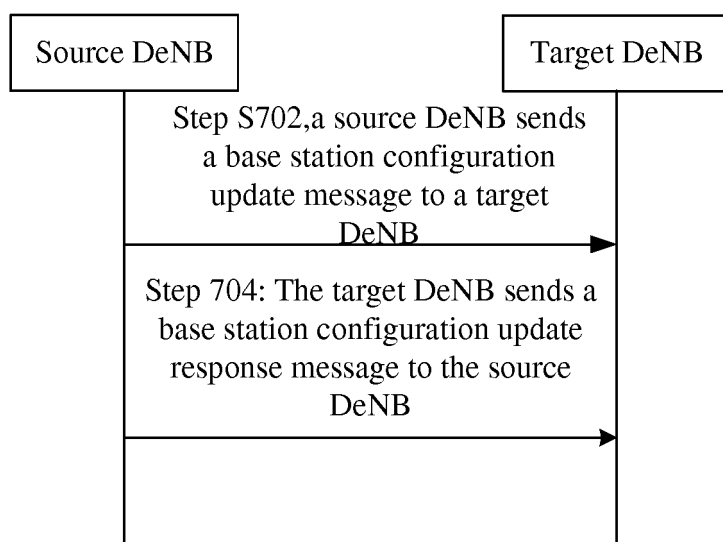 Source DeNB
Target DeNB
Step S702,a source DeNB sends
a base station configuration
update message to a target
DeNB
Step 704: The target DeNB sends a
base station configuration update
response message to the source
DeNB